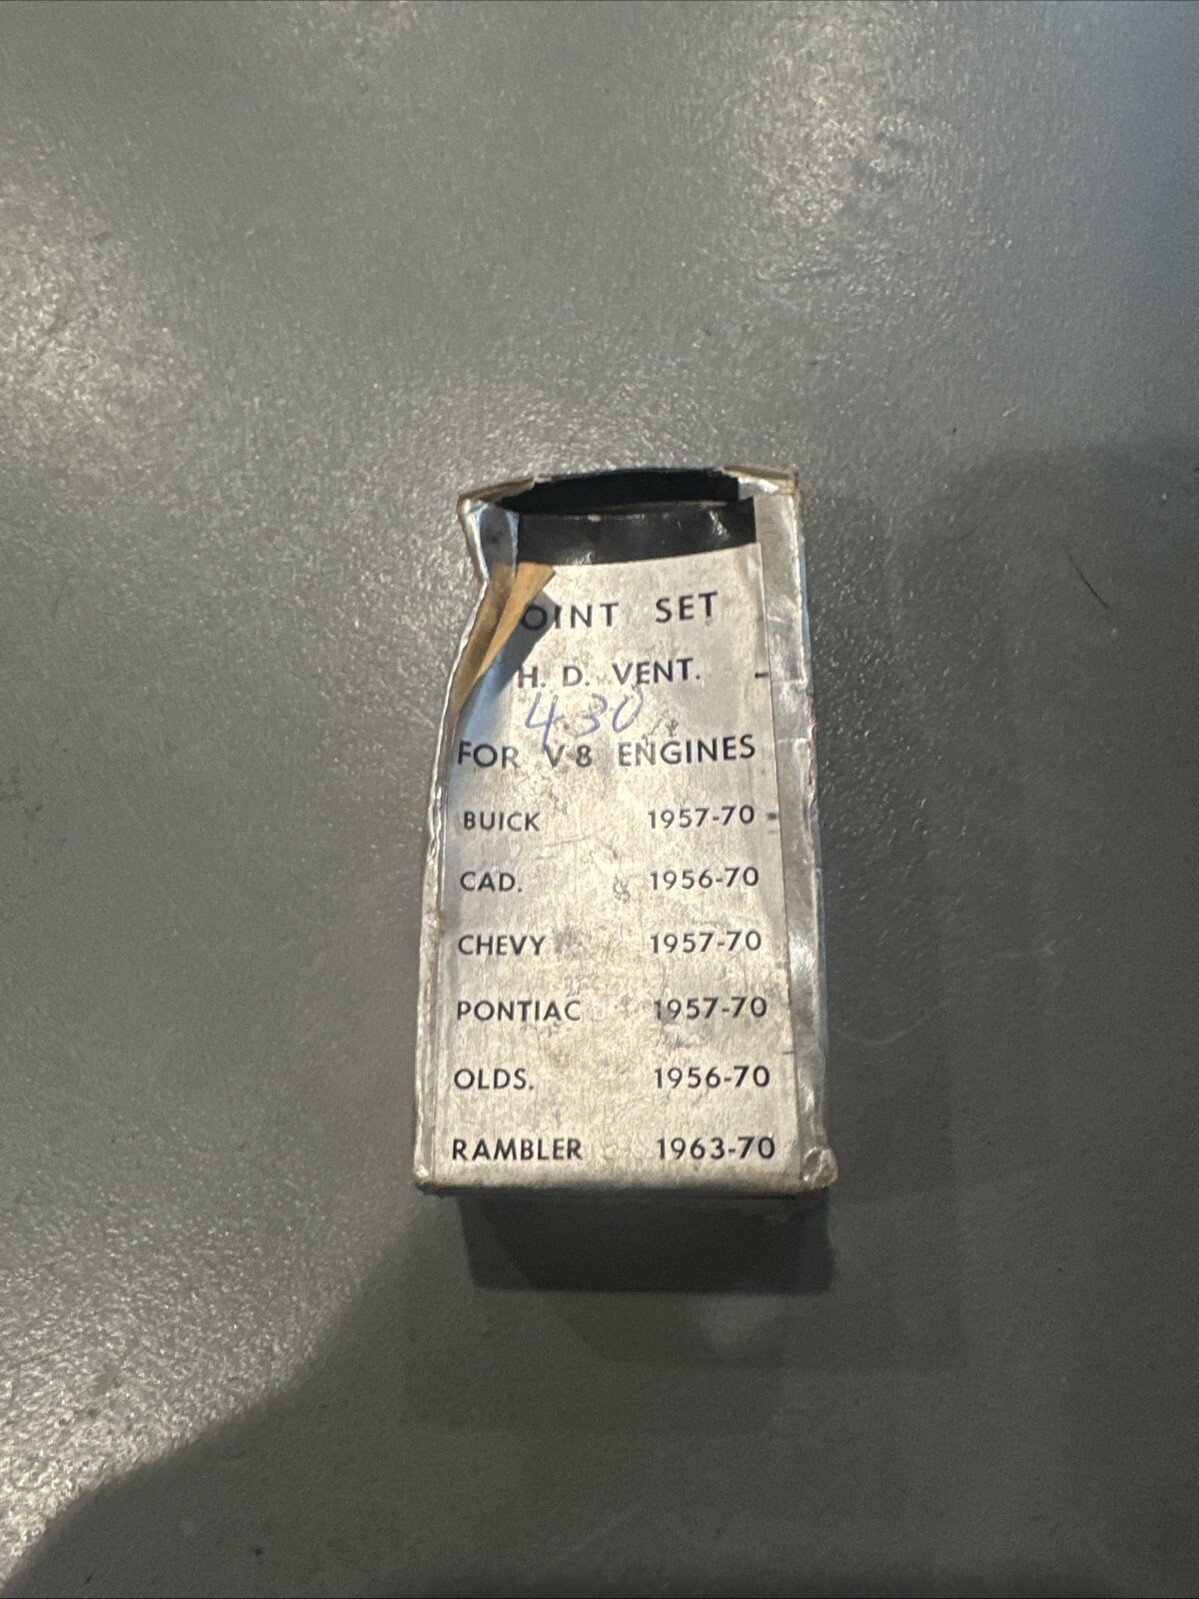 OINT SET
H. D. VENT.
430
FOR V8 ENGINES
BUICK 1957-70
CAD. 1956-70
CHEVY 1957-70
PONTIAC 1957-70
OLDS. 1956-70
RAMBLER 1963-70